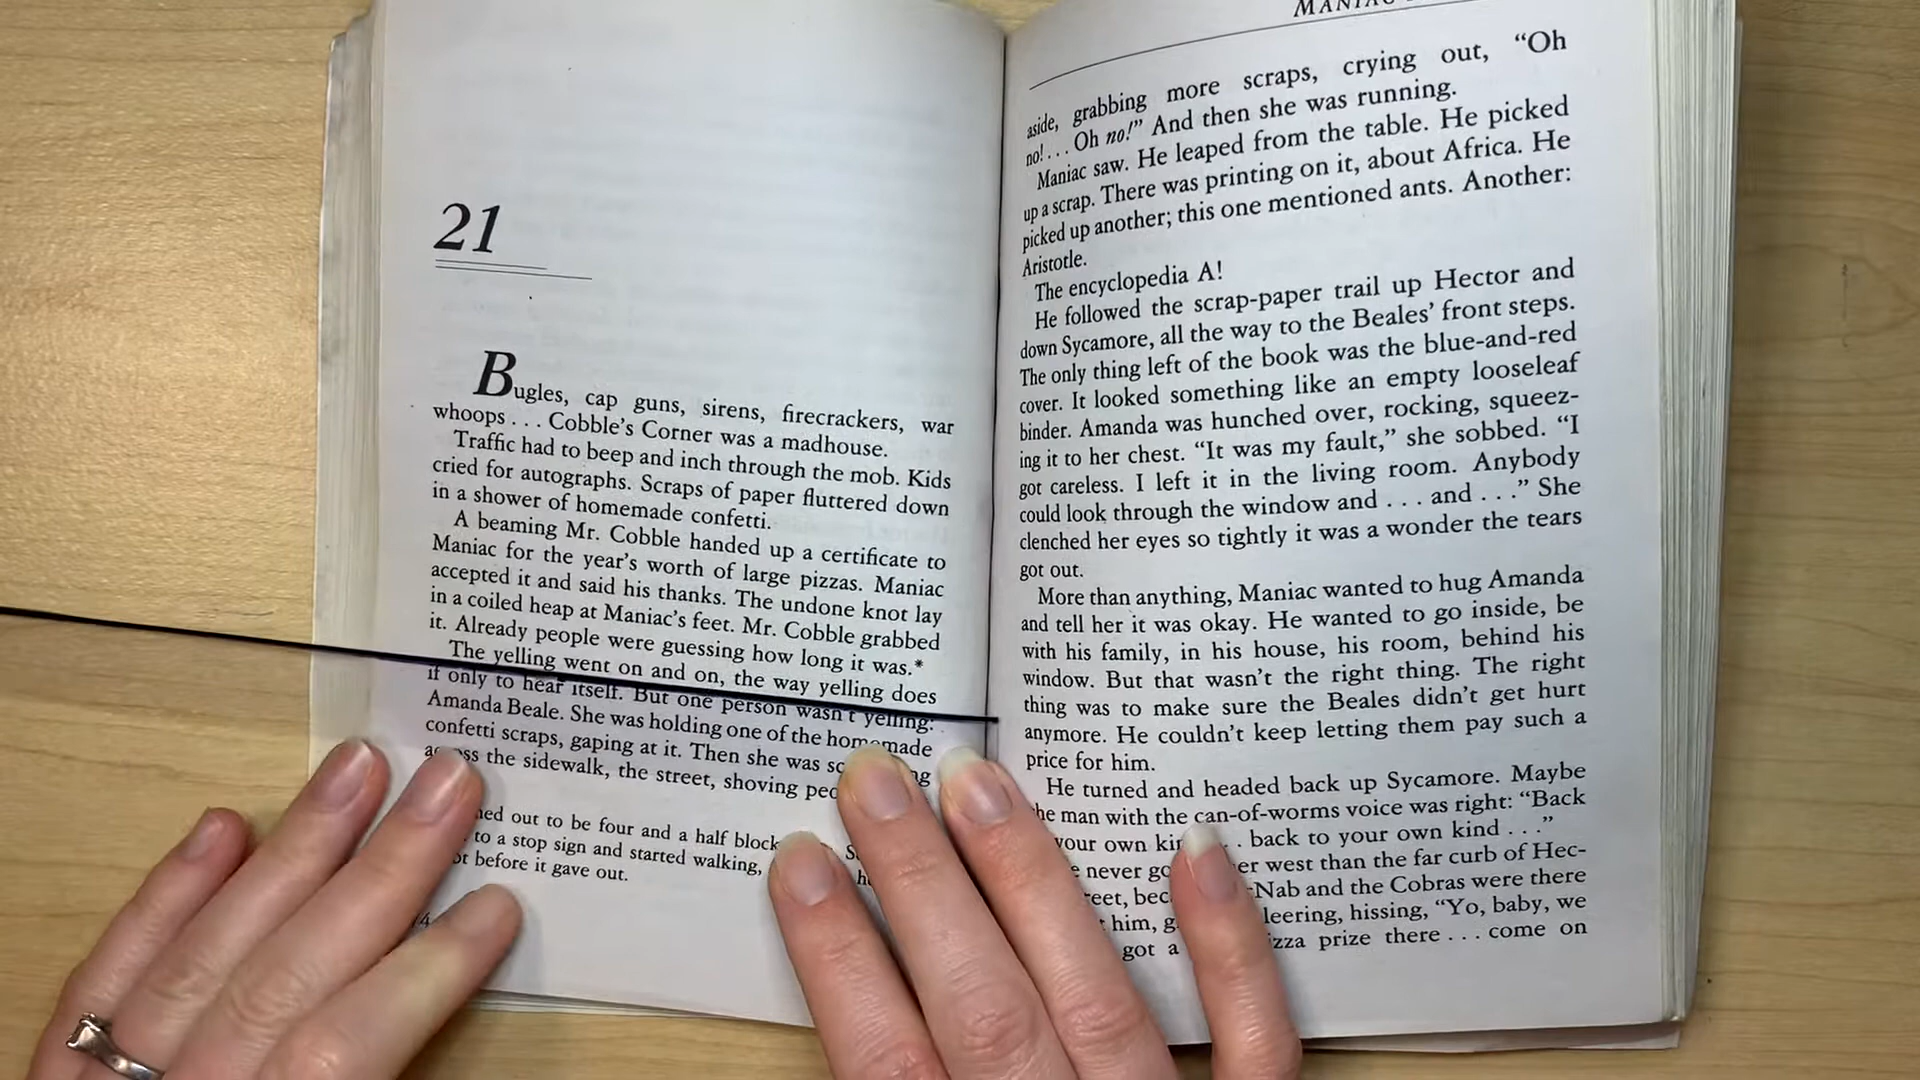 21
Bugles, cap guns, sirens, firecrackers, war
whoops . . . Cobble's Corner was a madhouse.
Traffic had to beep and inch through the mob. Kids
cried for autographs. Scraps of paper fluttered down
in a shower of homemade confetti.
A beaming Mr. Cobble handed up a certificate to
Maniac for the year's worth of large pizzas. Maniac
accepted it and said his thanks. The undone knot lay
in a coiled heap at Maniac's feet. Mr. Cobble grabbed
it. Already people were guessing how long it was.*
The yelling went on and on, the way yelling does
if only to hear itself. But one person wasn't yelling:
Amanda Beale. She was holding one of the homemade
confetti scraps, gaping at it. Then she was
the sidewalk, the street, shoving
out to be four and a half
to a stop sign and started walking,
before it gave out.
MANIAC
aside, grabbing more scraps, crying out, “Oh
no! . . . Oh no!” And then she was running.
Maniac saw. He leaped from the table. He picked
up a scrap. There was printing on it, about Africa. He
picked up another; this one mentioned ants. Another:
Aristotle.
The encyclopedia A!
He followed the scrap-paper trail up Hector and
down Sycamore, all the way to the Beales' front steps.
The only thing left of the book was the blue-and-red
cover. It looked something like an empty looseleaf
binder. Amanda was hunched over, rocking, squeez-
ing it to her chest. “It was my fault,” she sobbed. “I
got careless. I left it in the living room. Anybody
could look through the window and . . . and . . .” She
clenched her eyes so tightly it was a wonder the tears
got out.
More than anything, Maniac wanted to hug Amanda
and tell her it was okay. He wanted to go inside, be
with his family, in his house, his room, behind his
window. But that wasn't the right thing. The right
thing was to make sure the Beales didn't get hurt
anymore. He couldn't keep letting them pay such a
price for him.
He turned and headed back up Sycamore. Maybe
the man with the can-of-worms voice was right: “Back
your own . . back to your own kind . . .”
never west than the far curb of Hec-
Nab and the Cobras were there
him, leering, hissing, “Yo, baby, we
got a prize there . . . come on